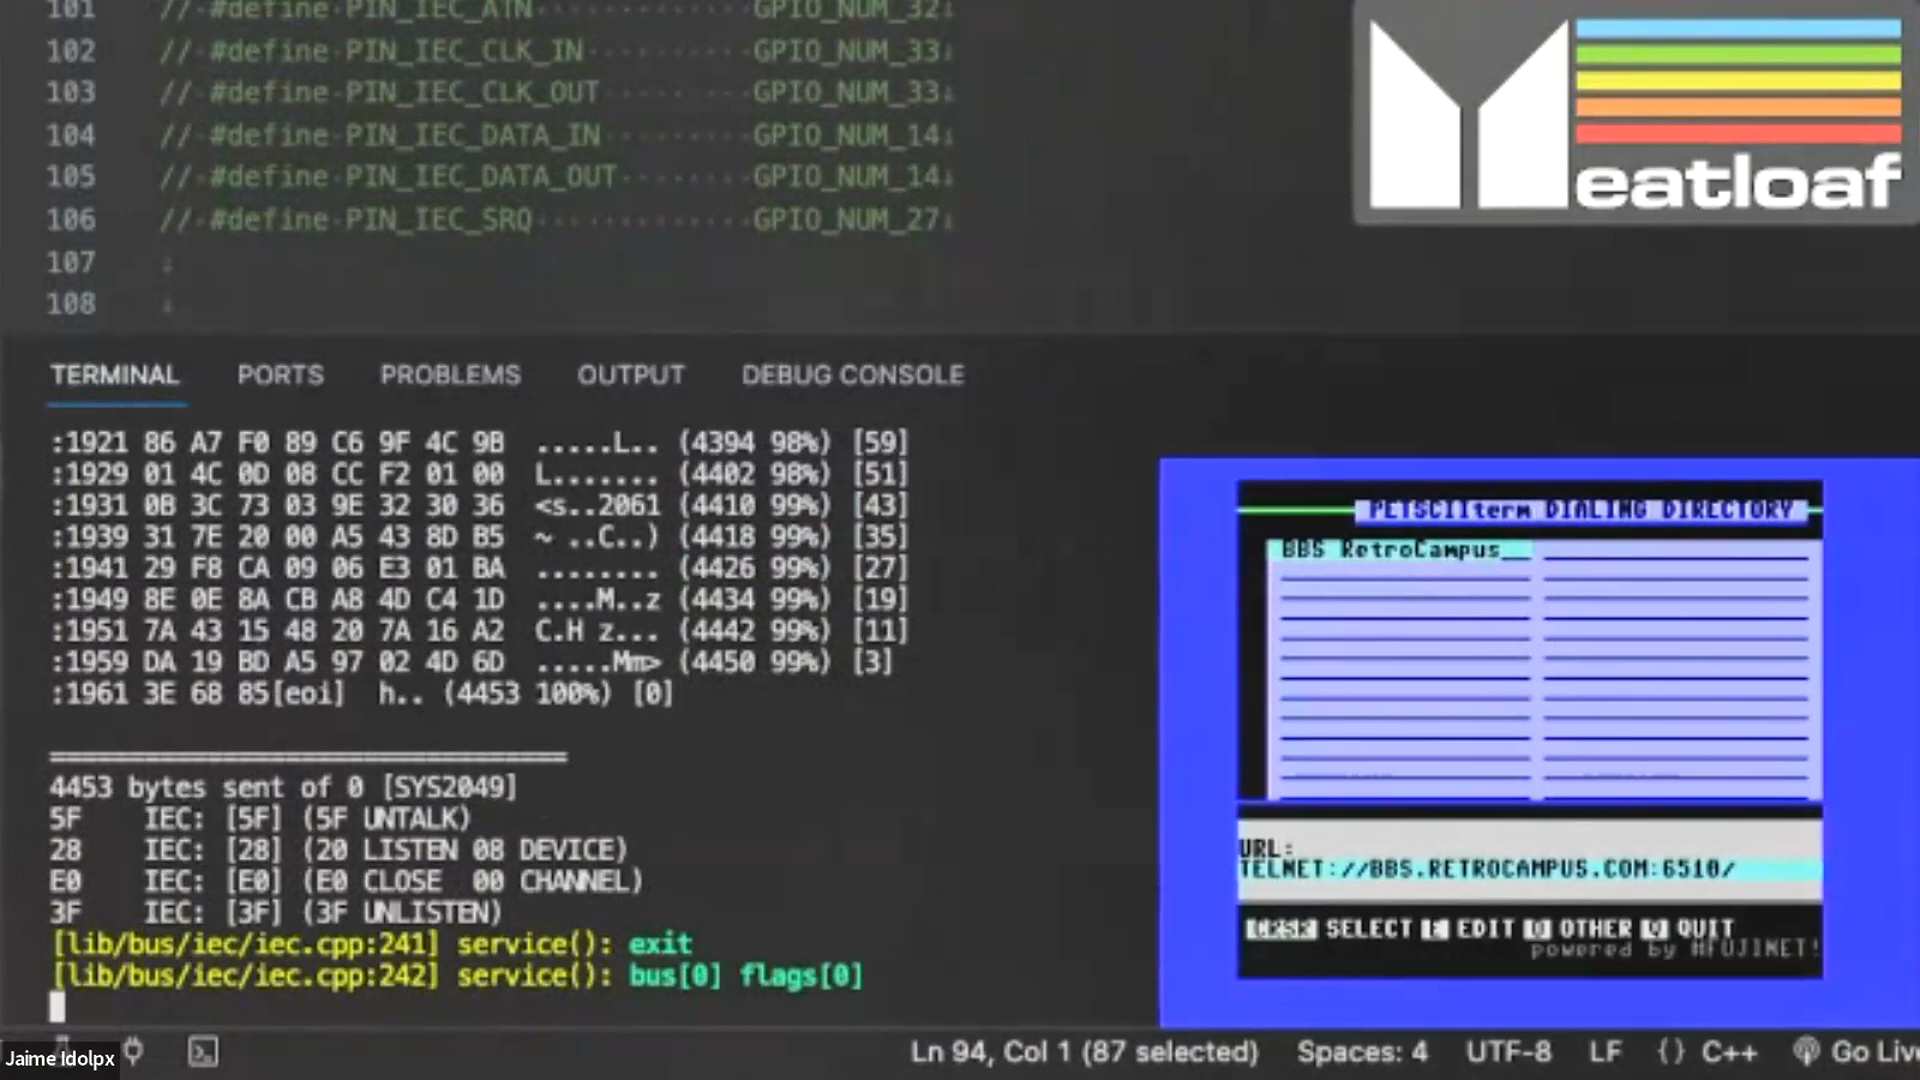 101 // #define PIN_IEC_ATN GPIO_NUM_32
102 // #define PIN_IEC_CLK_IN GPIO_NUM_33
103 // #define PIN_IEC_CLK_OUT GPIO_NUM_33
104 // #define PIN_IEC_DATA_IN GPIO_NUM_14
105 // #define PIN_IEC_DATA_OUT GPIO_NUM_14
106 // #define PIN_IEC_SRQ GPIO_NUM_27
107
108
Meatloaf
TERMINAL PORTS PROBLEMS OUTPUT DEBUG CONSOLE
:1921 86 A7 F0 89 C6 9F 4C 9B .....L.. (4394 98%) [59]
:1929 01 4C 0D 08 CC F2 01 00 L....... (4402 98%) [51]
:1931 0B 3C 73 03 9E 32 30 36 <s..2061 (4410 99%) [43]
:1939 31 7E 20 00 A5 43 8D B5 ~ ..C..) (4418 99%) [35]
:1941 29 F8 CA 09 06 E3 01 BA ........ (4426 99%) [27]
:1949 8E 0E 8A CB A8 4D C4 1D ....M..z (4434 99%) [19]
:1951 7A 43 15 48 20 7A 16 A2 C.H z... (4442 99%) [11]
:1959 DA 19 BD A5 97 02 4D 6D .....Mm> (4450 99%) [3]
:1961 3E 68 85[eoi] h.. (4453 100%) [0]
=================================
4453 bytes sent of 0 [SYS2049]
5F IEC: [5F] (5F UNTALK)
28 IEC: [28] (20 LISTEN 08 DEVICE)
E0 IEC: [E0] (E0 CLOSE 00 CHANNEL)
3F IEC: [3F] (3F UNLISTEN)
[lib/bus/iec/iec.cpp:241] service(): exit
[lib/bus/iec/iec.cpp:242] service(): bus[0] flags[0]
PETSCIIterm DIALING DIRECTORY
BBS RetroCampus
URL:
TELNET://BBS.RETROCAMPUS.COM:6510/
CRSR SELECT E EDIT O OTHER Q QUIT
powered by #FUJINET!
Jaime Idolpx
Ln 94, Col 1 (87 selected) Spaces: 4 UTF-8 LF {} C++ Go Live